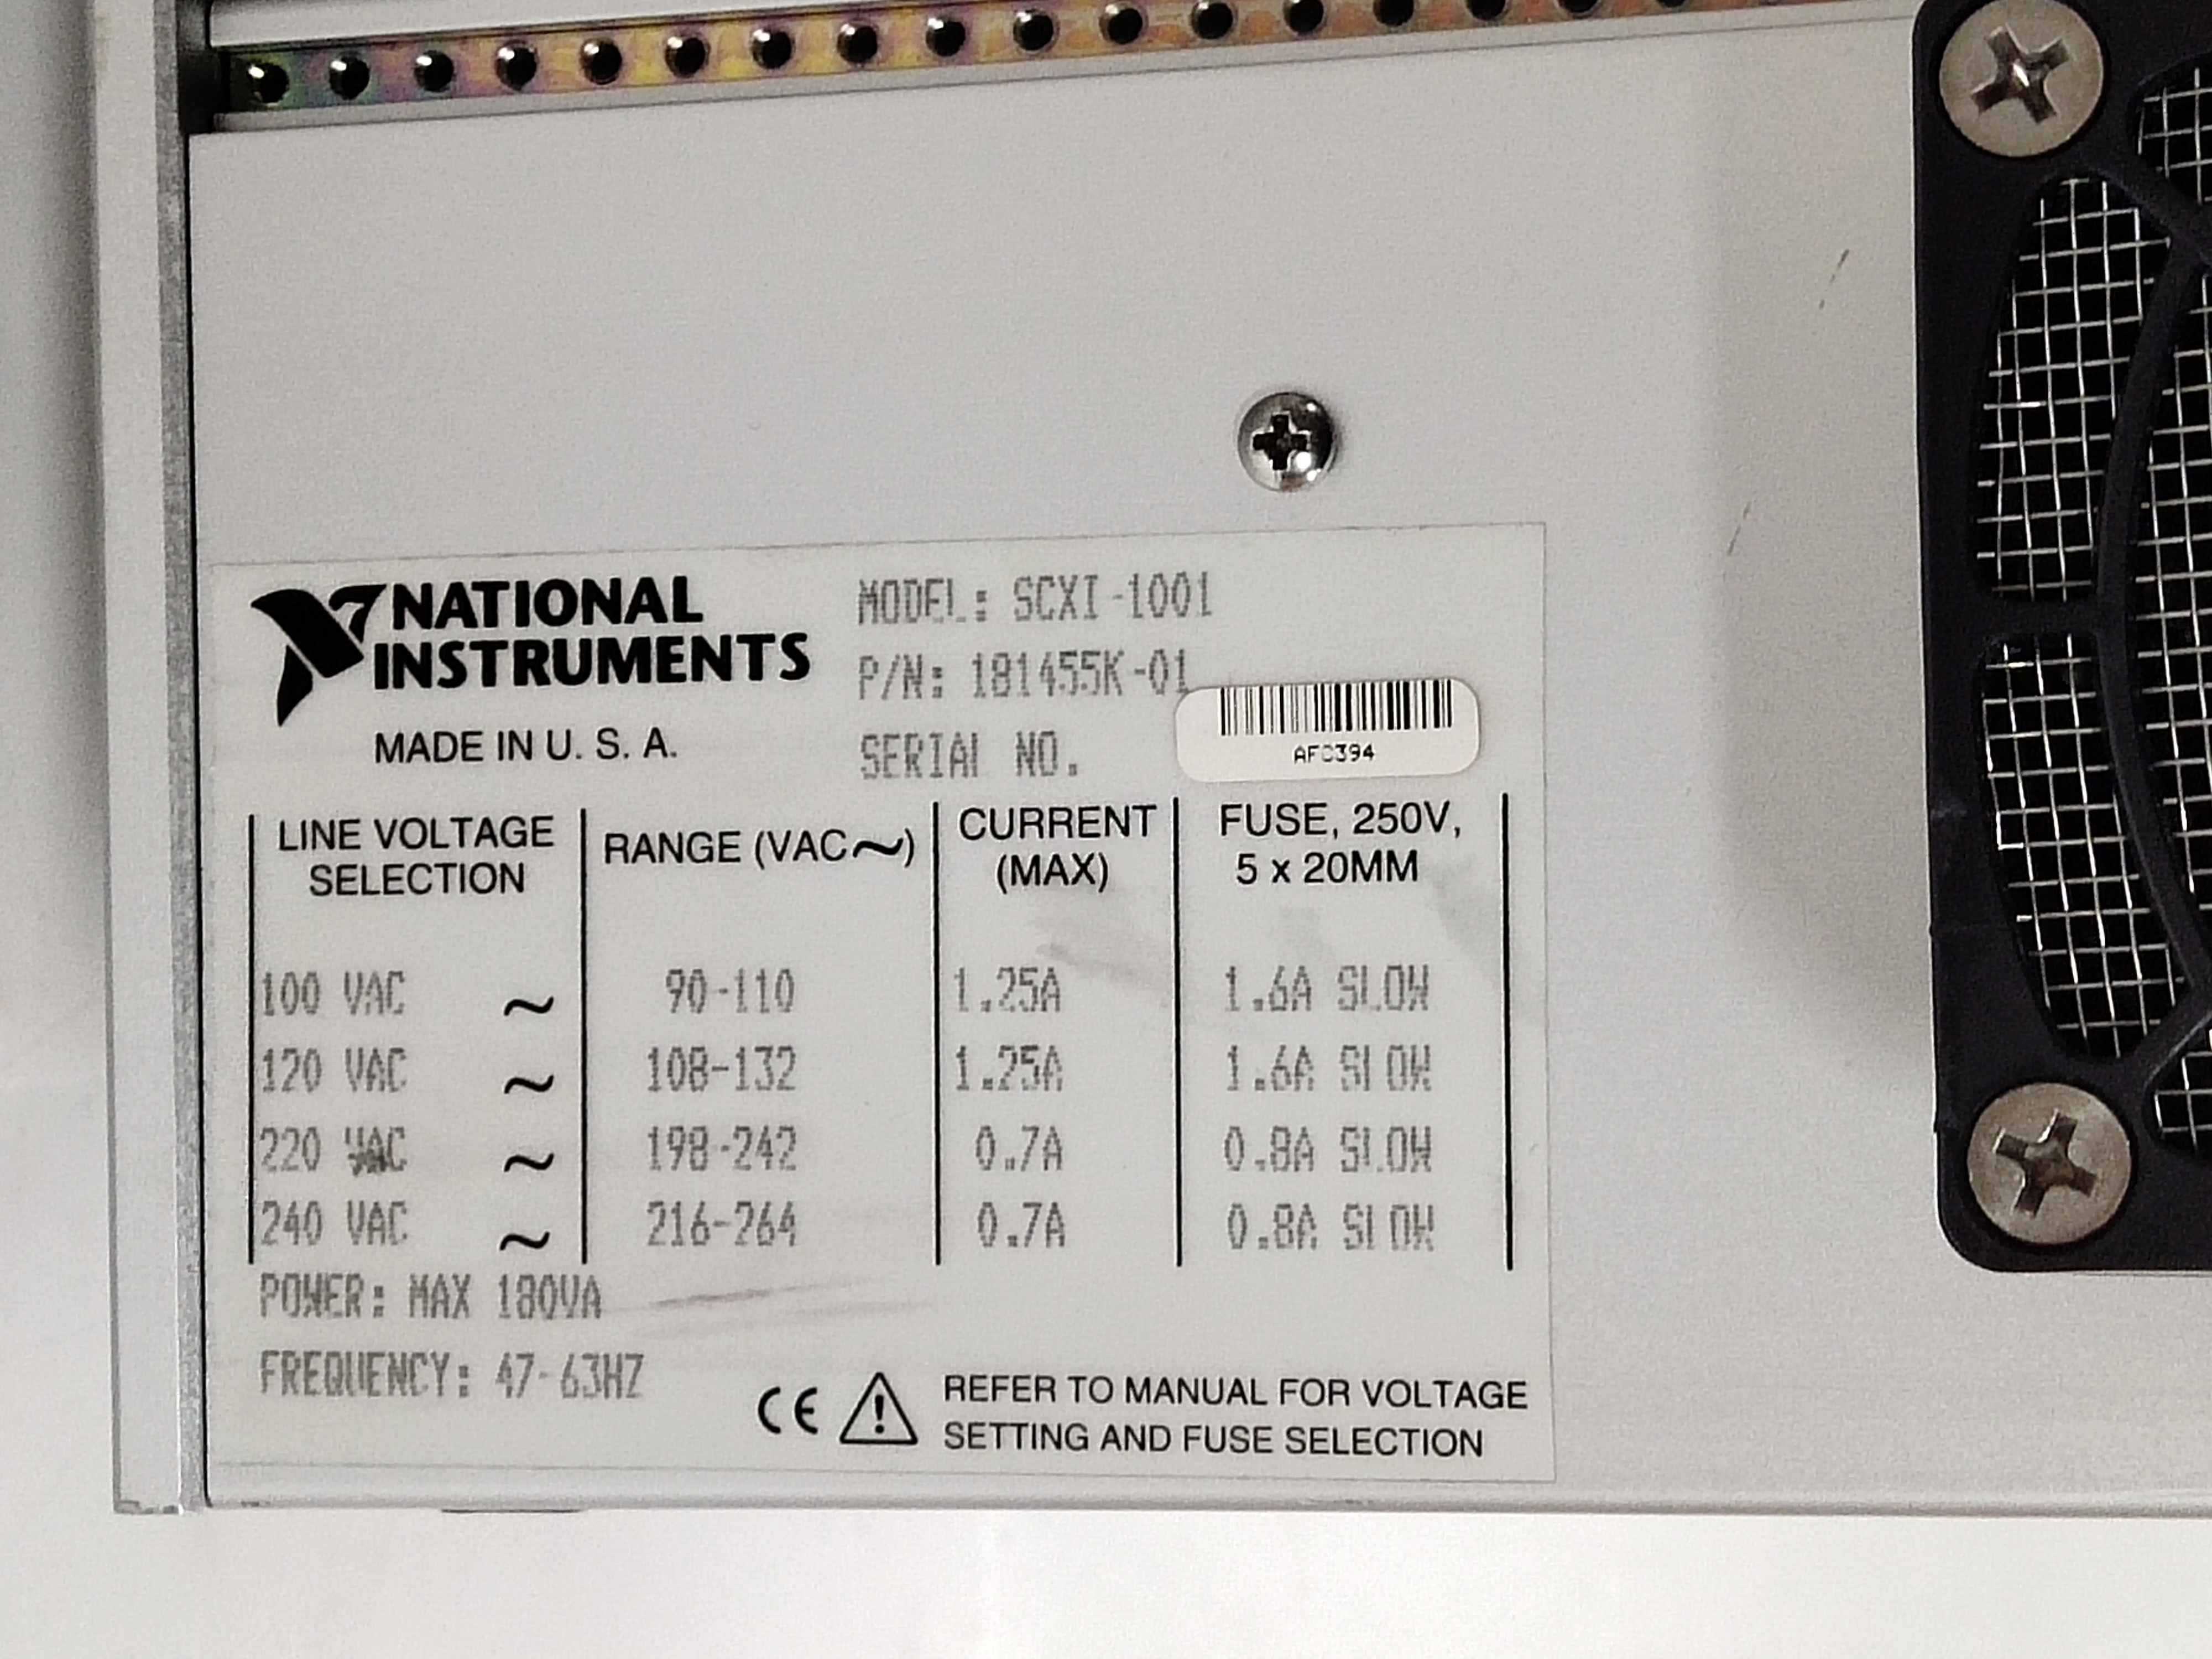 NATIONAL
INSTRUMENTS
MADE IN U. S. A.
MODEL: SCXI-1001
P/N: 181455K-01
SERIAL NO.
LINE VOLTAGE
SELECTION
RANGE (VAC~)
CURRENT
(MAX)
FUSE, 250V,
5 x 20MM
100 VAC ~ 90-110 1.25A 1.6A SLOW
120 VAC ~ 108-132 1.25A 1.6A SLOW
220 VAC ~ 198-242 0.7A 0.8A SLOW
240 VAC ~ 216-264 0.7A 0.8A SLOW
POWER: MAX 180VA
FREQUENCY: 47-63HZ
CE
REFER TO MANUAL FOR VOLTAGE
SETTING AND FUSE SELECTION